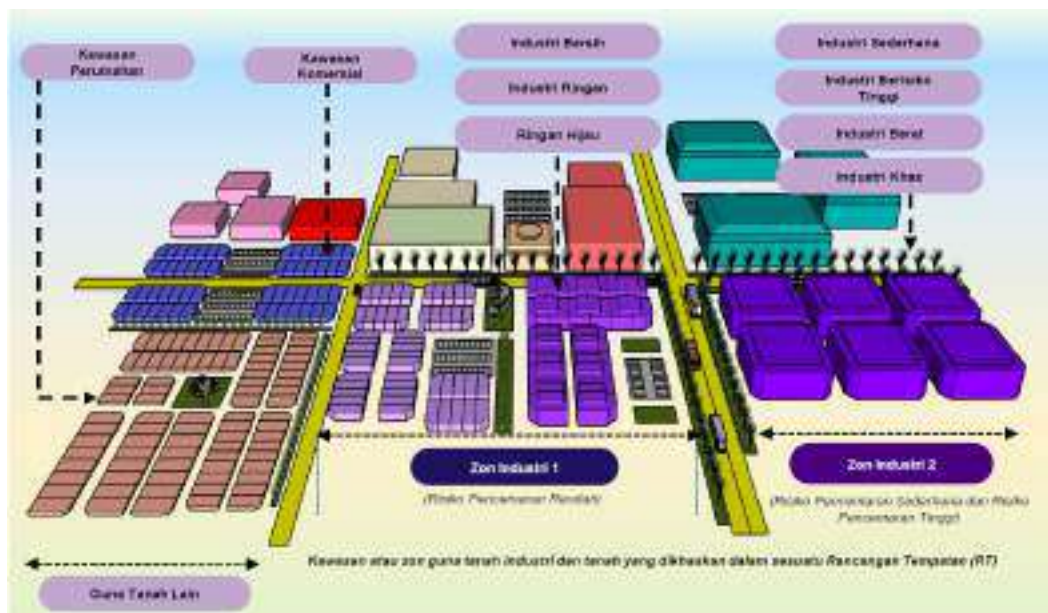 Kawasan
Perumahan
Kawasan
Komersial
Industri Bersih
Industri Ringan
Ringan Hijau
Industri Sederhana
Industri Berisiko
Tinggi
Industri Berat
Industri Khas
Zon Industri 1
(Risiko Pencemaran Rendah)
Zon Industri 2
(Risiko Pencemaran Sederhana dan Risiko
Pencemaran Tinggi)
Kawasan atau zon guna tanah industri dan tanah yang dikhaskan dalam sesuatu Rancangan Tempatan (RT)
Guna Tanah Lain